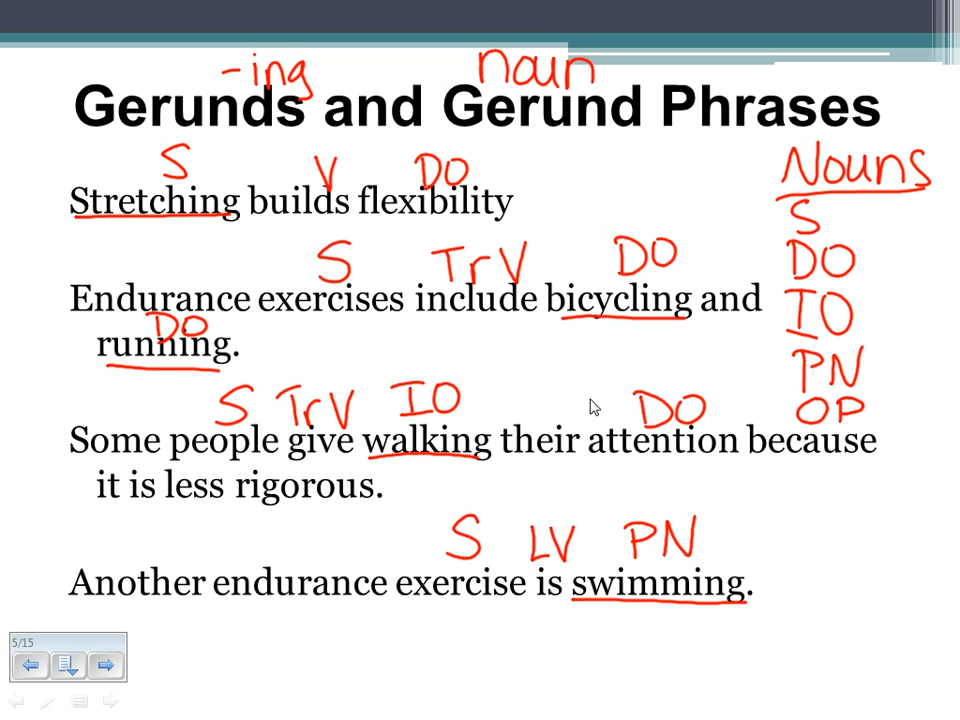 -ing noun
Gerunds and Gerund Phrases
Nouns
S V DO
Stretching builds flexibility
S
S TrV DO
DO
Endurance exercises include bicycling and
IO
DO
running.
PN
S TrV IO DO
OP
Some people give walking their attention because
it is less rigorous.
S LV PN
Another endurance exercise is swimming.
5/15